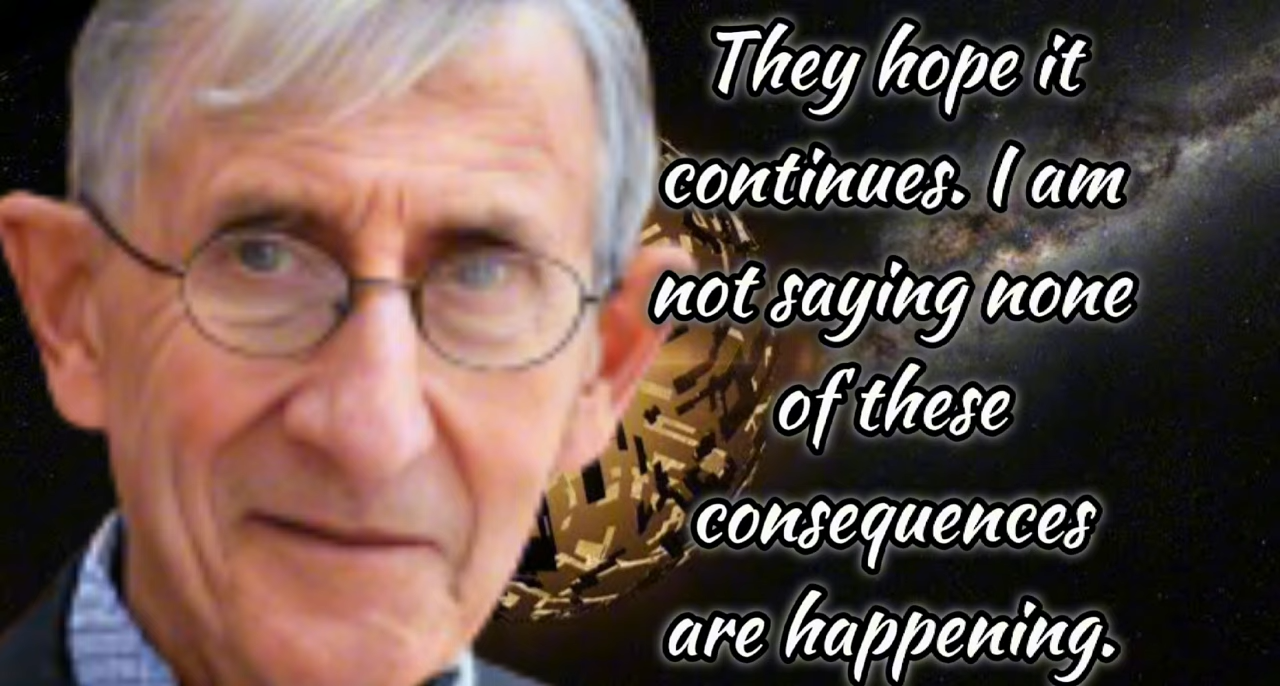 They hope it
continues. I am
not saying none
of these
consequences
are happening.